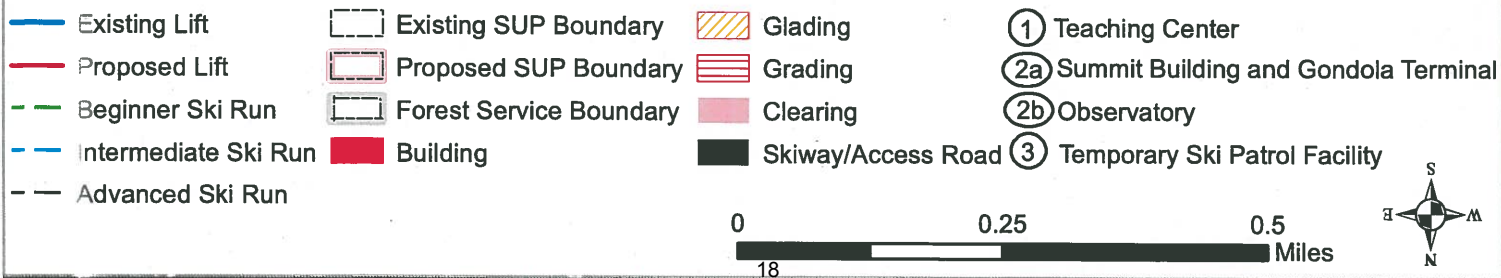 Existing Lift
Proposed Lift
Beginner Ski Run
Intermediate Ski Run
Advanced Ski Run
Existing SUP Boundary
Proposed SUP Boundary
Forest Service Boundary
Building
Glading
Grading
Clearing
Skiway/Access Road
1 Teaching Center
2a Summit Building and Gondola Terminal
2b Observatory
3 Temporary Ski Patrol Facility
0 0.25 0.5
Miles
S
E W
N
18